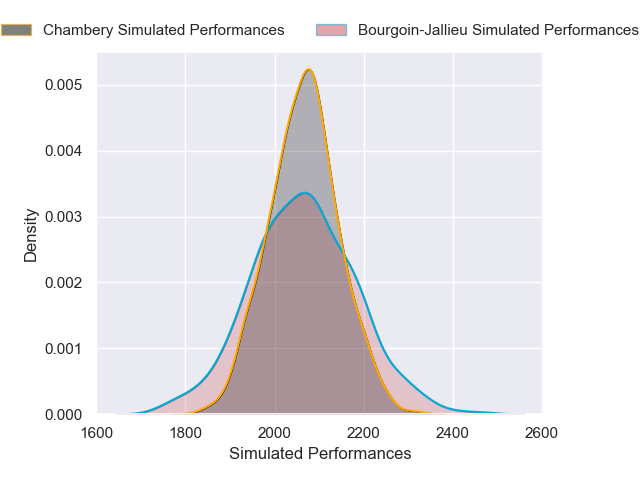 Chambery Simulated Performances Bourgoin-Jallieu Simulated Performances
0.005
0.004
0.003
0.002
0.001
0.000
Density
1600 1800 2000 2200 2400 2600
Simulated Performances